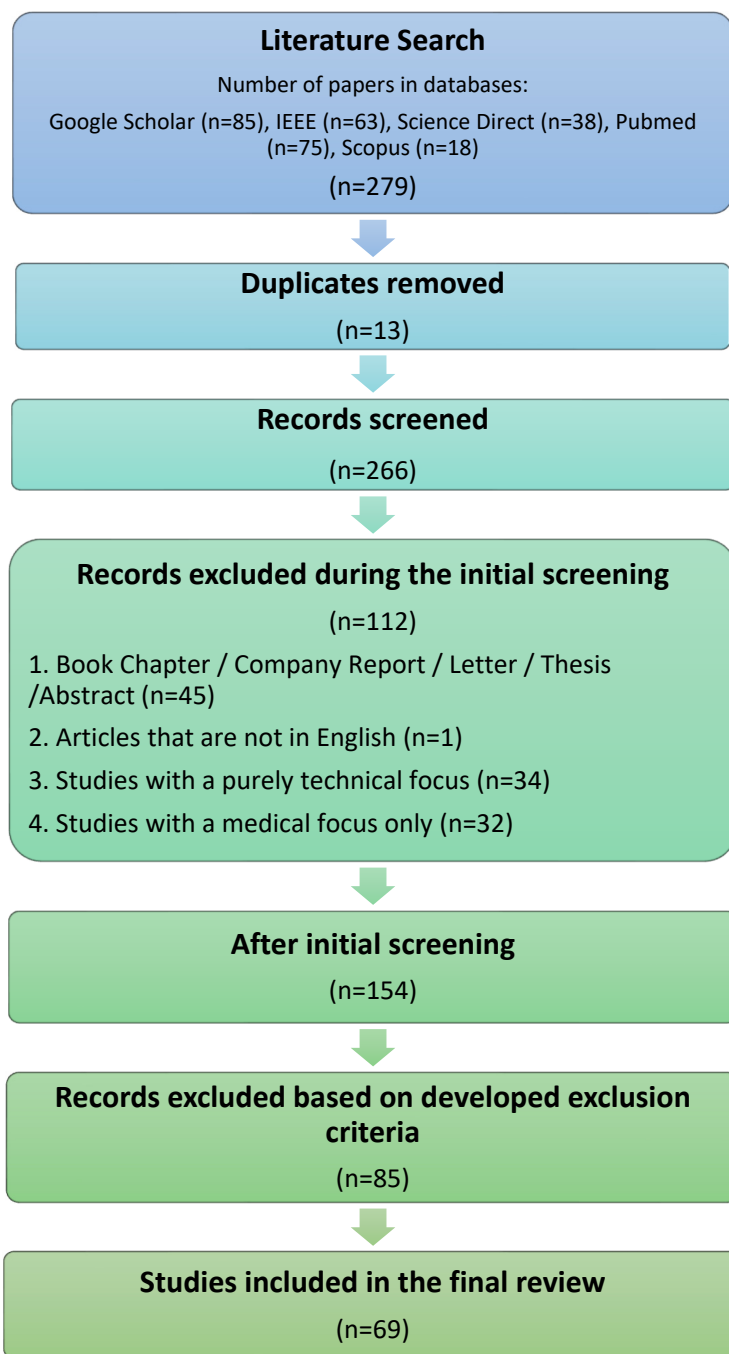 Literature Search
Number of papers in databases:
Google Scholar (n=85), IEEE (n=63), Science Direct (n=38), Pubmed
(n=75), Scopus (n=18)
(n=279)
Duplicates removed
(n=13)
Records screened
(n=266)
Records excluded during the initial screening
(n=112)
1. Book Chapter / Company Report / Letter / Thesis
/Abstract (n=45)
2. Articles that are not in English (n=1)
3. Studies with a purely technical focus (n=34)
4. Studies with a medical focus only (n=32)
After initial screening
(n=154)
Records excluded based on developed exclusion
criteria
(n=85)
Studies included in the final review
(n=69)